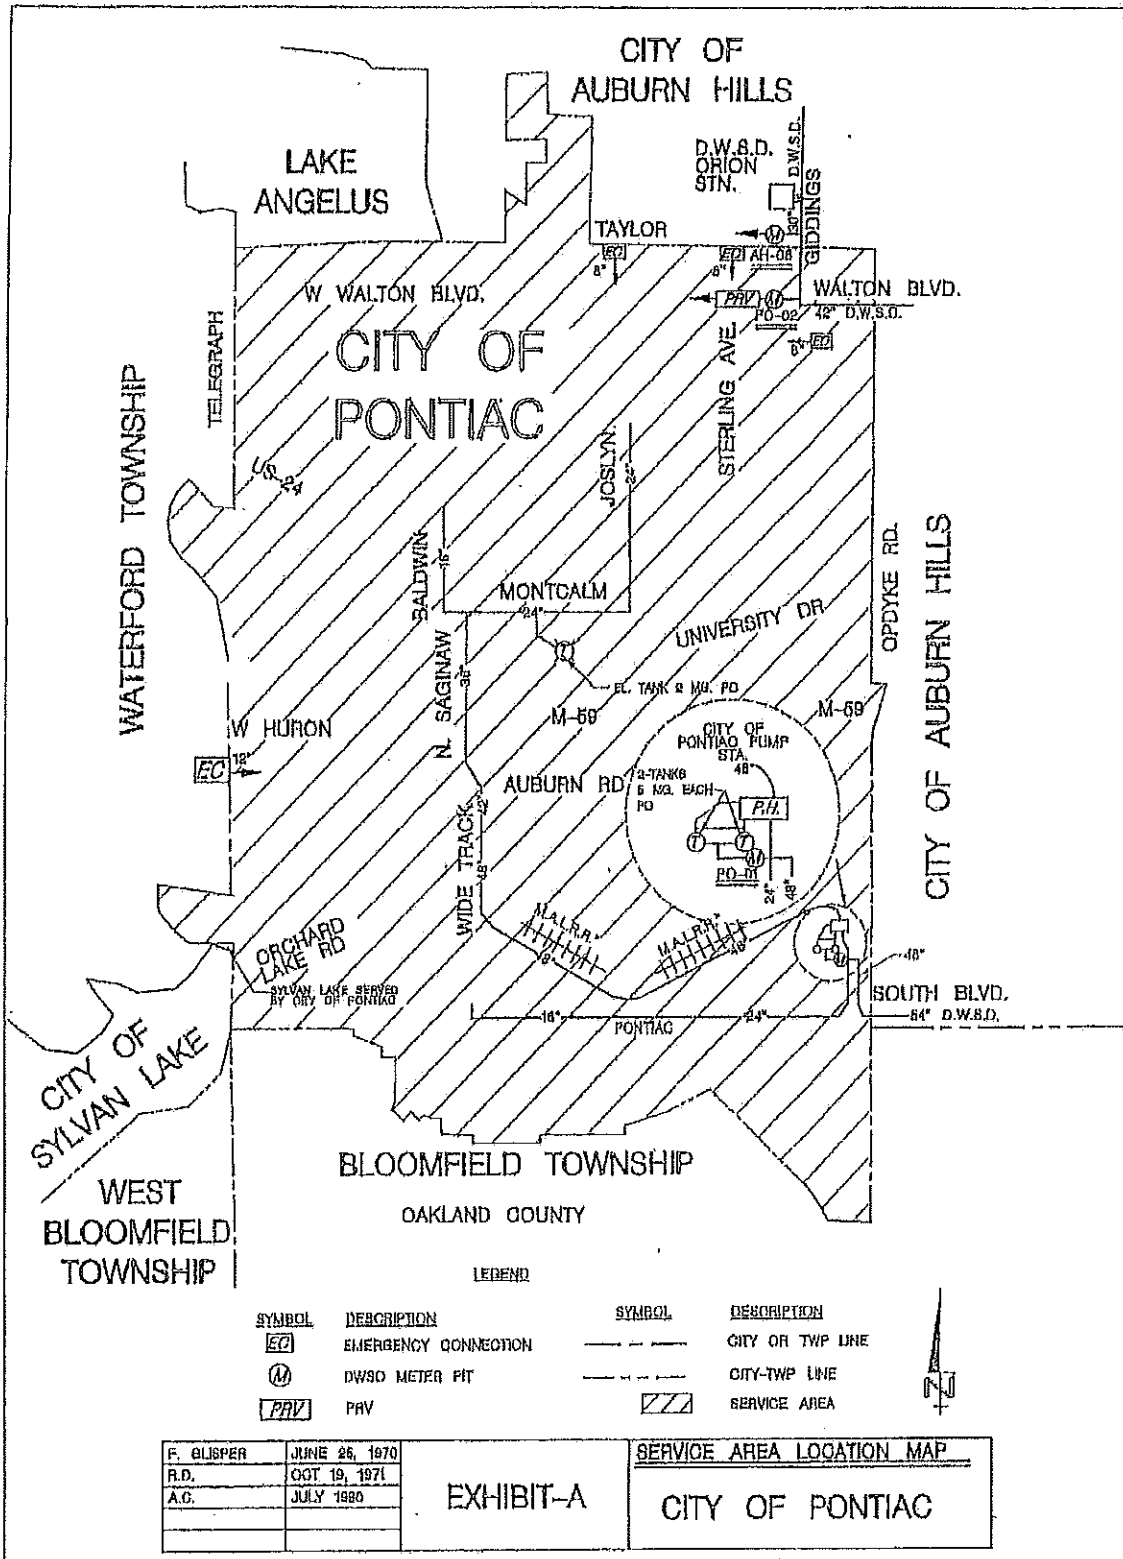 CITY OF
AUBURN HILLS
LAKE
ANGELUS
D.W.S.D.
ORION
STN.
D.W.S.D.
30"
GIDDINGS
TAYLOR
EC
8"
EC
8"
M
AH-08
W WALTON BLVD.
PRV
M
PO-02
WALTON BLVD.
42" D.W.S.D.
8"
EC
CITY OF
PONTIAC
TELEGRAPH
WATERFORD TOWNSHIP
US-24
STERLING AVE
JOSLYN
24"
BALDWIN
16"
MONTCALM
24"
T
EL. TANK 2 MG. PO
UNIVERSITY DR
OPDYKE RD.
CITY OF AUBURN HILLS
N. SAGINAW
36"
M-59
M-59
W HURON
EC
12"
AUBURN RD
CITY OF
PONTIAC PUMP
STA.
48"
2-TANKS
5 MG. EACH
PO
P.H.
T
T
M
PO-01
24"
48"
42"
WIDE TRACK
48"
M.A.L.R.R.
M.A.L.R.R.
48"
ORCHARD
LAKE RD
SYLVAN LAKE SERVED
BY CITY OF PONTIAC
M
48"
SOUTH BLVD.
54" D.W.S.D.
16"
PONTIAC
24"
CITY OF
SYLVAN LAKE
BLOOMFIELD TOWNSHIP
WEST
BLOOMFIELD
TOWNSHIP
OAKLAND COUNTY
LEGEND
SYMBOL DESCRIPTION SYMBOL DESCRIPTION
EC EMERGENCY CONNECTION CITY OR TWP LINE
M DWSD METER PIT CITY-TWP LINE
PRV PRV SERVICE AREA
N
JUNE 26, 1970
R.D. OCT 19, 1971
A.C. JULY 1980
EXHIBIT-A
SERVICE AREA LOCATION MAP
CITY OF PONTIAC